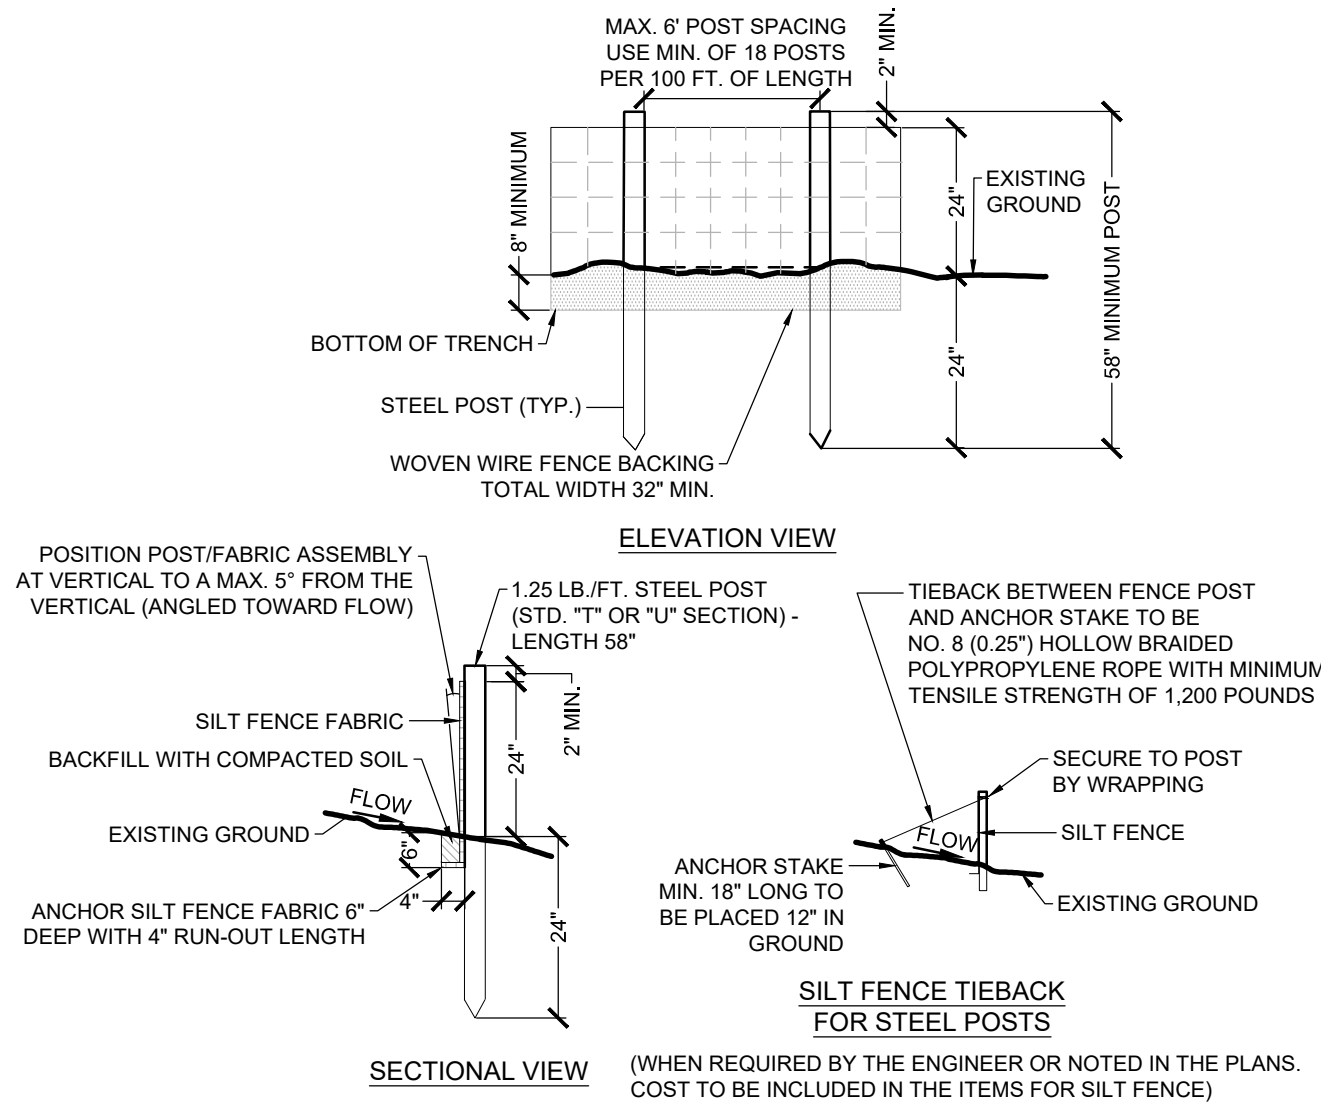 MAX. 6' POST SPACING
USE MIN. OF 18 POSTS
PER 100 FT. OF LENGTH
2" MIN.
8" MINIMUM
24"
EXISTING
GROUND
58" MINIMUM POST
BOTTOM OF TRENCH
24"
STEEL POST (TYP.)
WOVEN WIRE FENCE BACKING
TOTAL WIDTH 32" MIN.
ELEVATION VIEW
POSITION POST/FABRIC ASSEMBLY
AT VERTICAL TO A MAX. 5° FROM THE
VERTICAL (ANGLED TOWARD FLOW)
1.25 LB./FT. STEEL POST
(STD. "T" OR "U" SECTION) -
LENGTH 58"
SILT FENCE FABRIC
2" MIN.
24"
BACKFILL WITH COMPACTED SOIL
FLOW
EXISTING GROUND
6"
4"
ANCHOR SILT FENCE FABRIC 6"
DEEP WITH 4" RUN-OUT LENGTH
24"
SECTIONAL VIEW
TIEBACK BETWEEN FENCE POST
AND ANCHOR STAKE TO BE
NO. 8 (0.25") HOLLOW BRAIDED
POLYPROPYLENE ROPE WITH MINIMUM
TENSILE STRENGTH OF 1,200 POUNDS
SECURE TO POST
BY WRAPPING
FLOW
SILT FENCE
ANCHOR STAKE
MIN. 18" LONG TO
BE PLACED 12" IN
GROUND
EXISTING GROUND
SILT FENCE TIEBACK
FOR STEEL POSTS
(WHEN REQUIRED BY THE ENGINEER OR NOTED IN THE PLANS.
COST TO BE INCLUDED IN THE ITEMS FOR SILT FENCE)